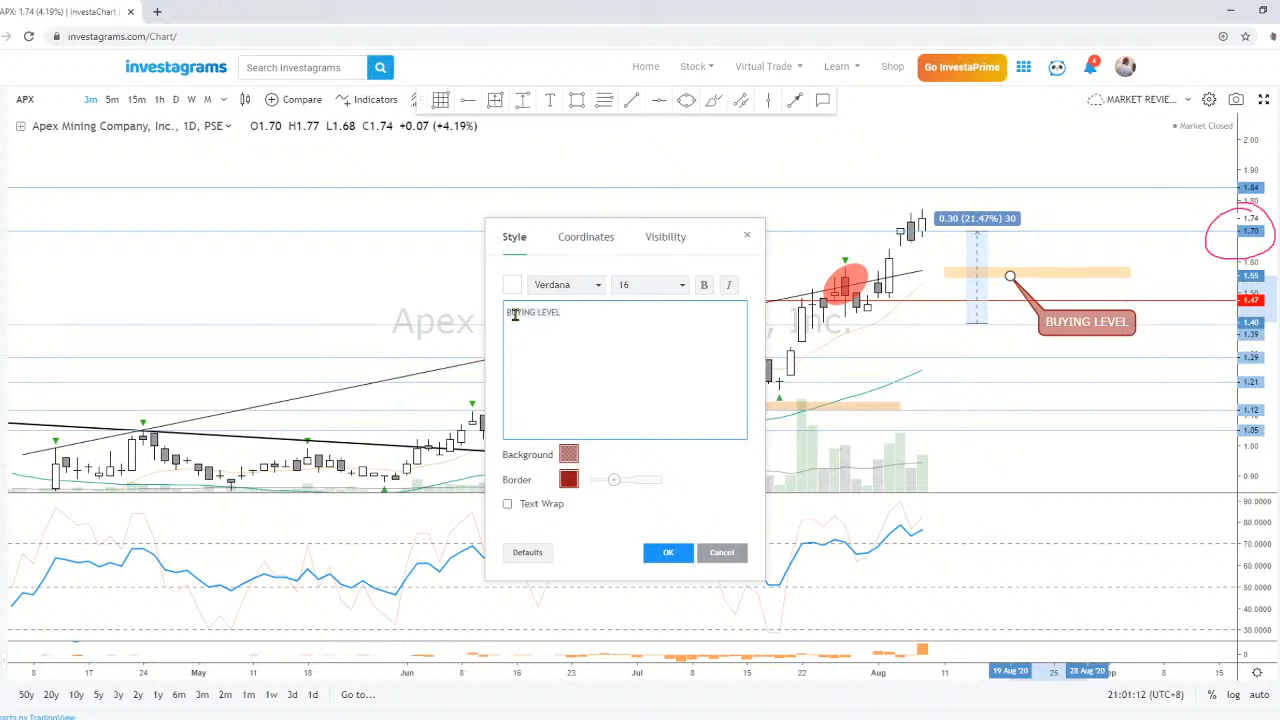 APX: 1.74 (4.19%) | InvestaChart
investagrams.com/Chart/
investagrams
Search Investagrams
Home
Stock
Virtual Trade
Learn
Shop
Go InvestaPrime
4
APX
3m
5m
15m
1h
D
W
M
Compare
Indicators
MARKET REVIE...
Apex Mining Company, Inc., 1D, PSE
O1.70 H1.77 L1.68 C1.74 +0.07 (+4.19%)
Market Closed
2.00
1.90
1.84
1.80
1.74
1.70
1.60
1.55
1.50
1.47
1.40
1.39
1.29
1.21
1.12
1.05
1.00
0.90
0.30 (21.47%) 30
BUYING LEVEL
Apex
Inc.
Style
Coordinates
Visibility
Verdana
16
B
I
BUYING LEVEL
Background
Border
Text Wrap
Defaults
OK
Cancel
90.0000
80.0000
70.0000
60.0000
50.0000
40.0000
30.0000
0
8
17
24
May
11
18
25
Jun
9
16
23
Jul
7
15
22
Aug
11
19 Aug '20
25
28 Aug '20
ep
8
15
50y
20y
10y
5y
3y
2y
1y
6m
3m
2m
1m
1w
3d
1d
Go to...
21:01:12 (UTC+8)
%
log
auto
arts by TradingView